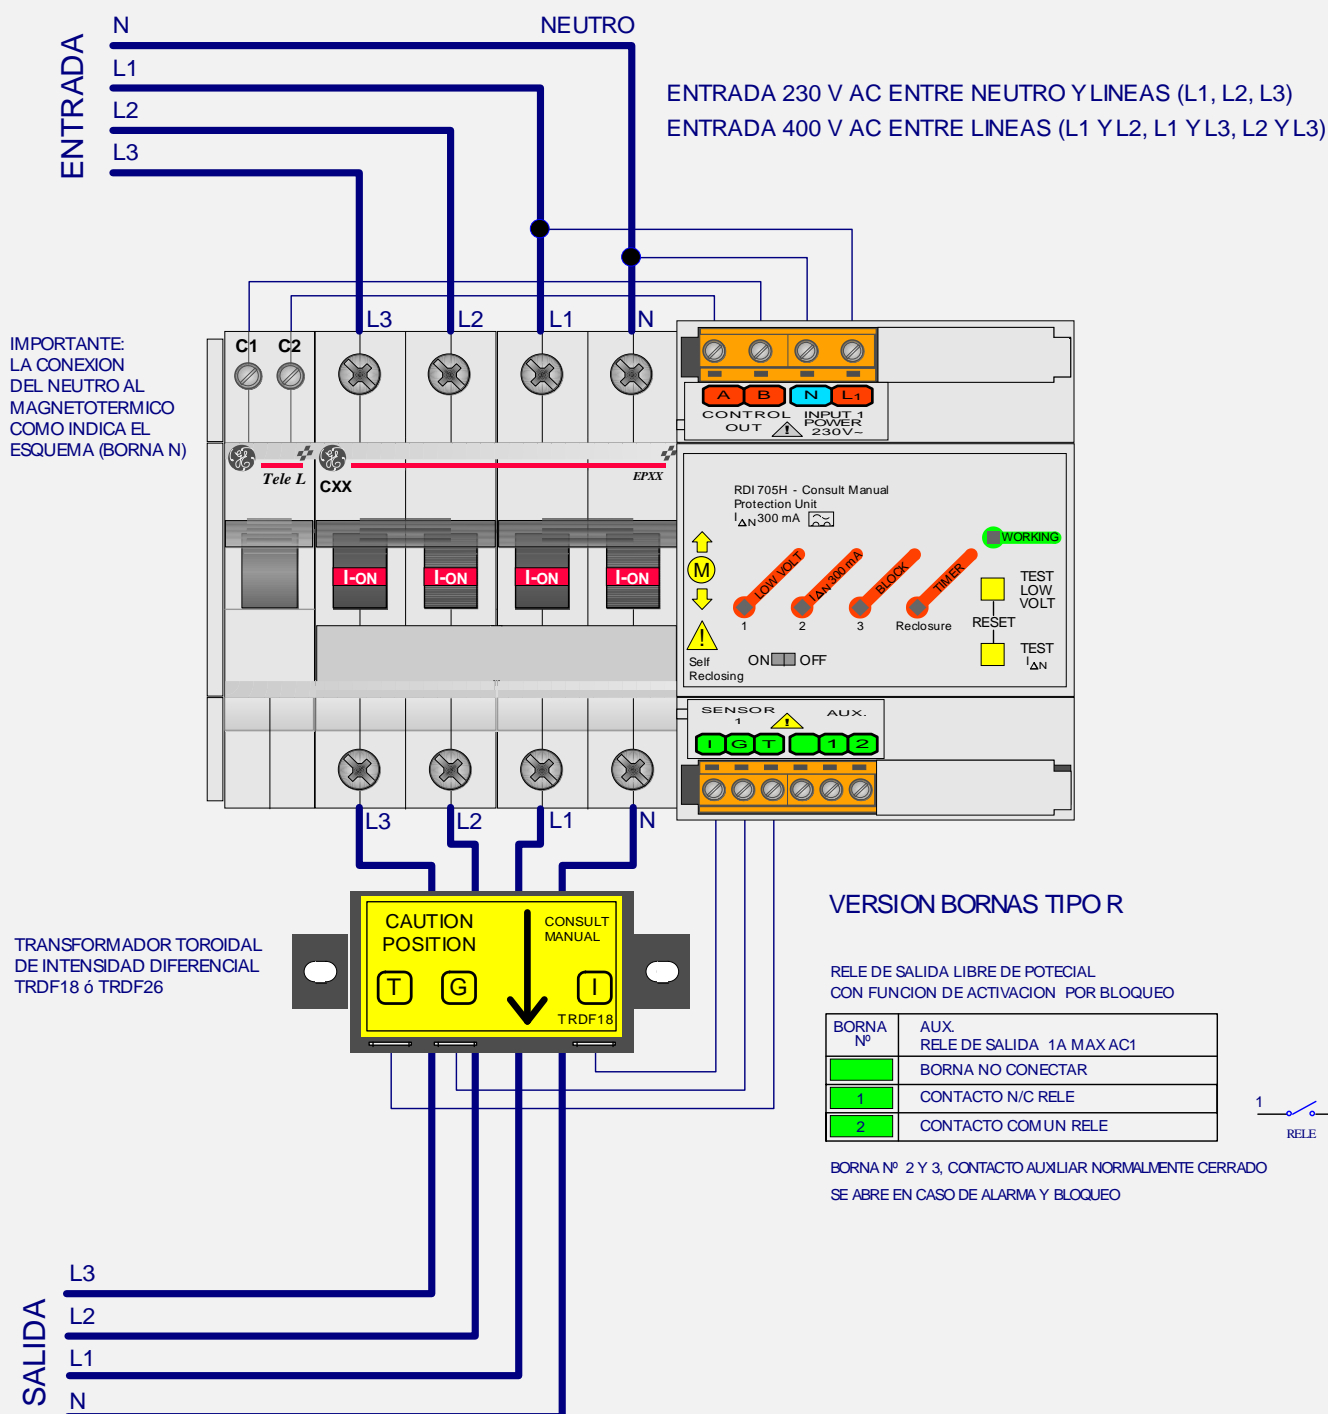 ENTRADA
N
NEUTRO
L1
L2
L3
ENTRADA 230 V AC ENTRE NEUTRO Y LINEAS (L1, L2, L3)
ENTRADA 400 V AC ENTRE LINEAS (L1 Y L2, L1 Y L3, L2 Y L3)
L3
L2
L1
N
IMPORTANTE:
LA CONEXION
DEL NEUTRO AL
MAGNETOTERMICO
COMO INDICA EL
ESQUEMA (BORNA N)
C1
C2
Tele L
CXX
EPXX
A
B
N
L1
CONTROL
OUT
INPUT 1
POWER
230V~
RDI 705H - Consult Manual
Protection Unit
I∆N 300 mA
WORKING
M
LOW VOLT
I∆N 300 mA
BLOCK
TIMER
1
2
3
Reclosure
TEST
LOW
VOLT
RESET
TEST
I∆N
Self
Reclosing
ON
OFF
I-ON
I-ON
I-ON
I-ON
SENSOR
1
AUX.
I
G
T
1
2
L3
L2
L1
N
CAUTION
POSITION
CONSULT
MANUAL
T
G
I
TRDF18
TRANSFORMADOR TOROIDAL
DE INTENSIDAD DIFERENCIAL
TRDF18 ó TRDF26
VERSION BORNAS TIPO R
RELE DE SALIDA LIBRE DE POTECIAL
CON FUNCION DE ACTIVACION POR BLOQUEO
BORNA
Nº
AUX.
RELE DE SALIDA 1A MAX AC1
BORNA NO CONECTAR
1
CONTACTO N/C RELE
2
CONTACTO COMUN RELE
1
RELE
BORNA Nº 2 Y 3, CONTACTO AUXILIAR NORMALMENTE CERRADO
SE ABRE EN CASO DE ALARMA Y BLOQUEO
SALIDA
L3
L2
L1
N